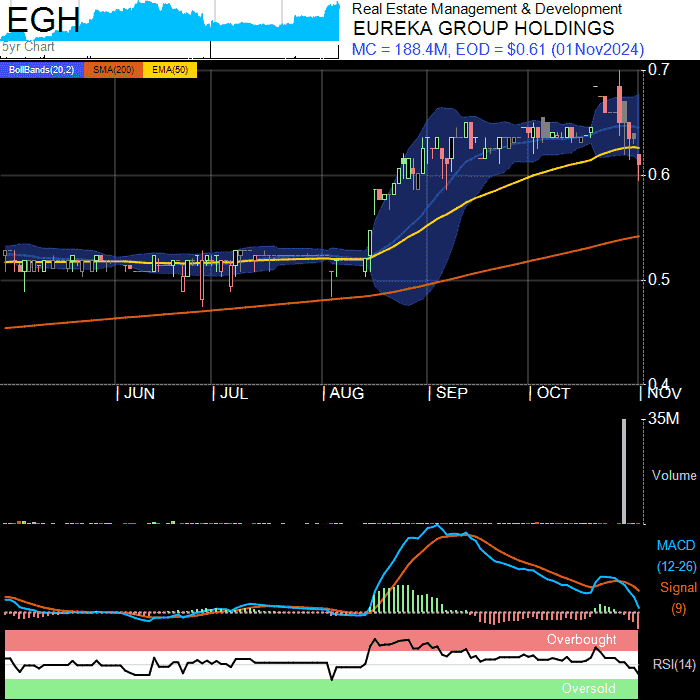 EGH
Real Estate Management & Development
EUREKA GROUP HOLDINGS
5yr Chart
MC = 188.4M, EOD = $0.61 (01Nov2024)
BollBands(20,2) SMA(200) EMA(50)
0.7
0.6
0.5
0.4
JUN JUL AUG SEP OCT NOV
35M
Volume
MACD
(12-26)
Signal
(9)
Overbought
RSI(14)
Oversold